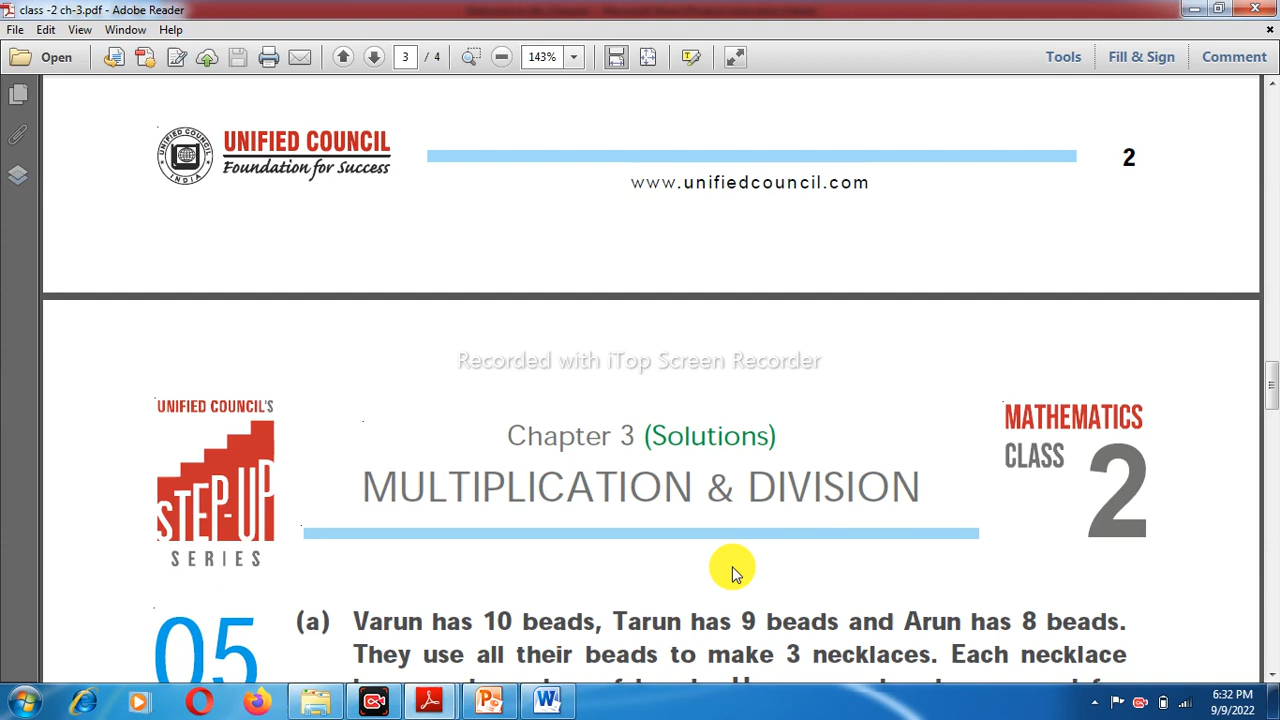 class -2 ch-3.pdf - Adobe Reader
File Edit View Window Help
Open 3 / 4 143% Tools Fill & Sign Comment
UNIFIED COUNCIL INDIA
UNIFIED COUNCIL
Foundation for Success
2
www.unifiedcouncil.com
Recorded with iTop Screen Recorder
UNIFIED COUNCIL'S
STEP-UP
SERIES
Chapter 3 (Solutions)
MULTIPLICATION & DIVISION
MATHEMATICS
CLASS 2
05
(a) Varun has 10 beads, Tarun has 9 beads and Arun has 8 beads.
They use all their beads to make 3 necklaces. Each necklace
6:32 PM
9/9/2022